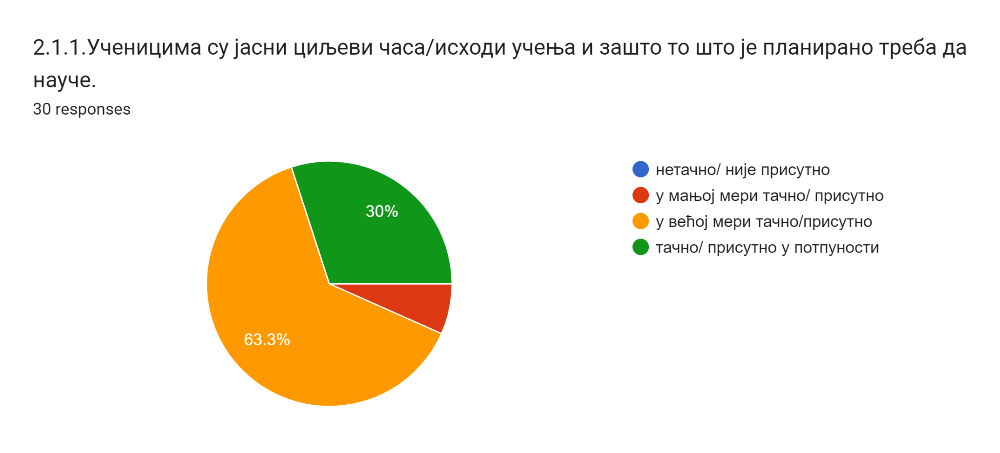 2.1.1.Ученицима су јасни циљеви часа/исходи учења и зашто то што је планирано треба да
науче.
30 responses
30%
63.3%
нетачно/ није присутно
у мањој мери тачно/ присутно
у већој мери тачно/присутно
тачно/ присутно у потпуности